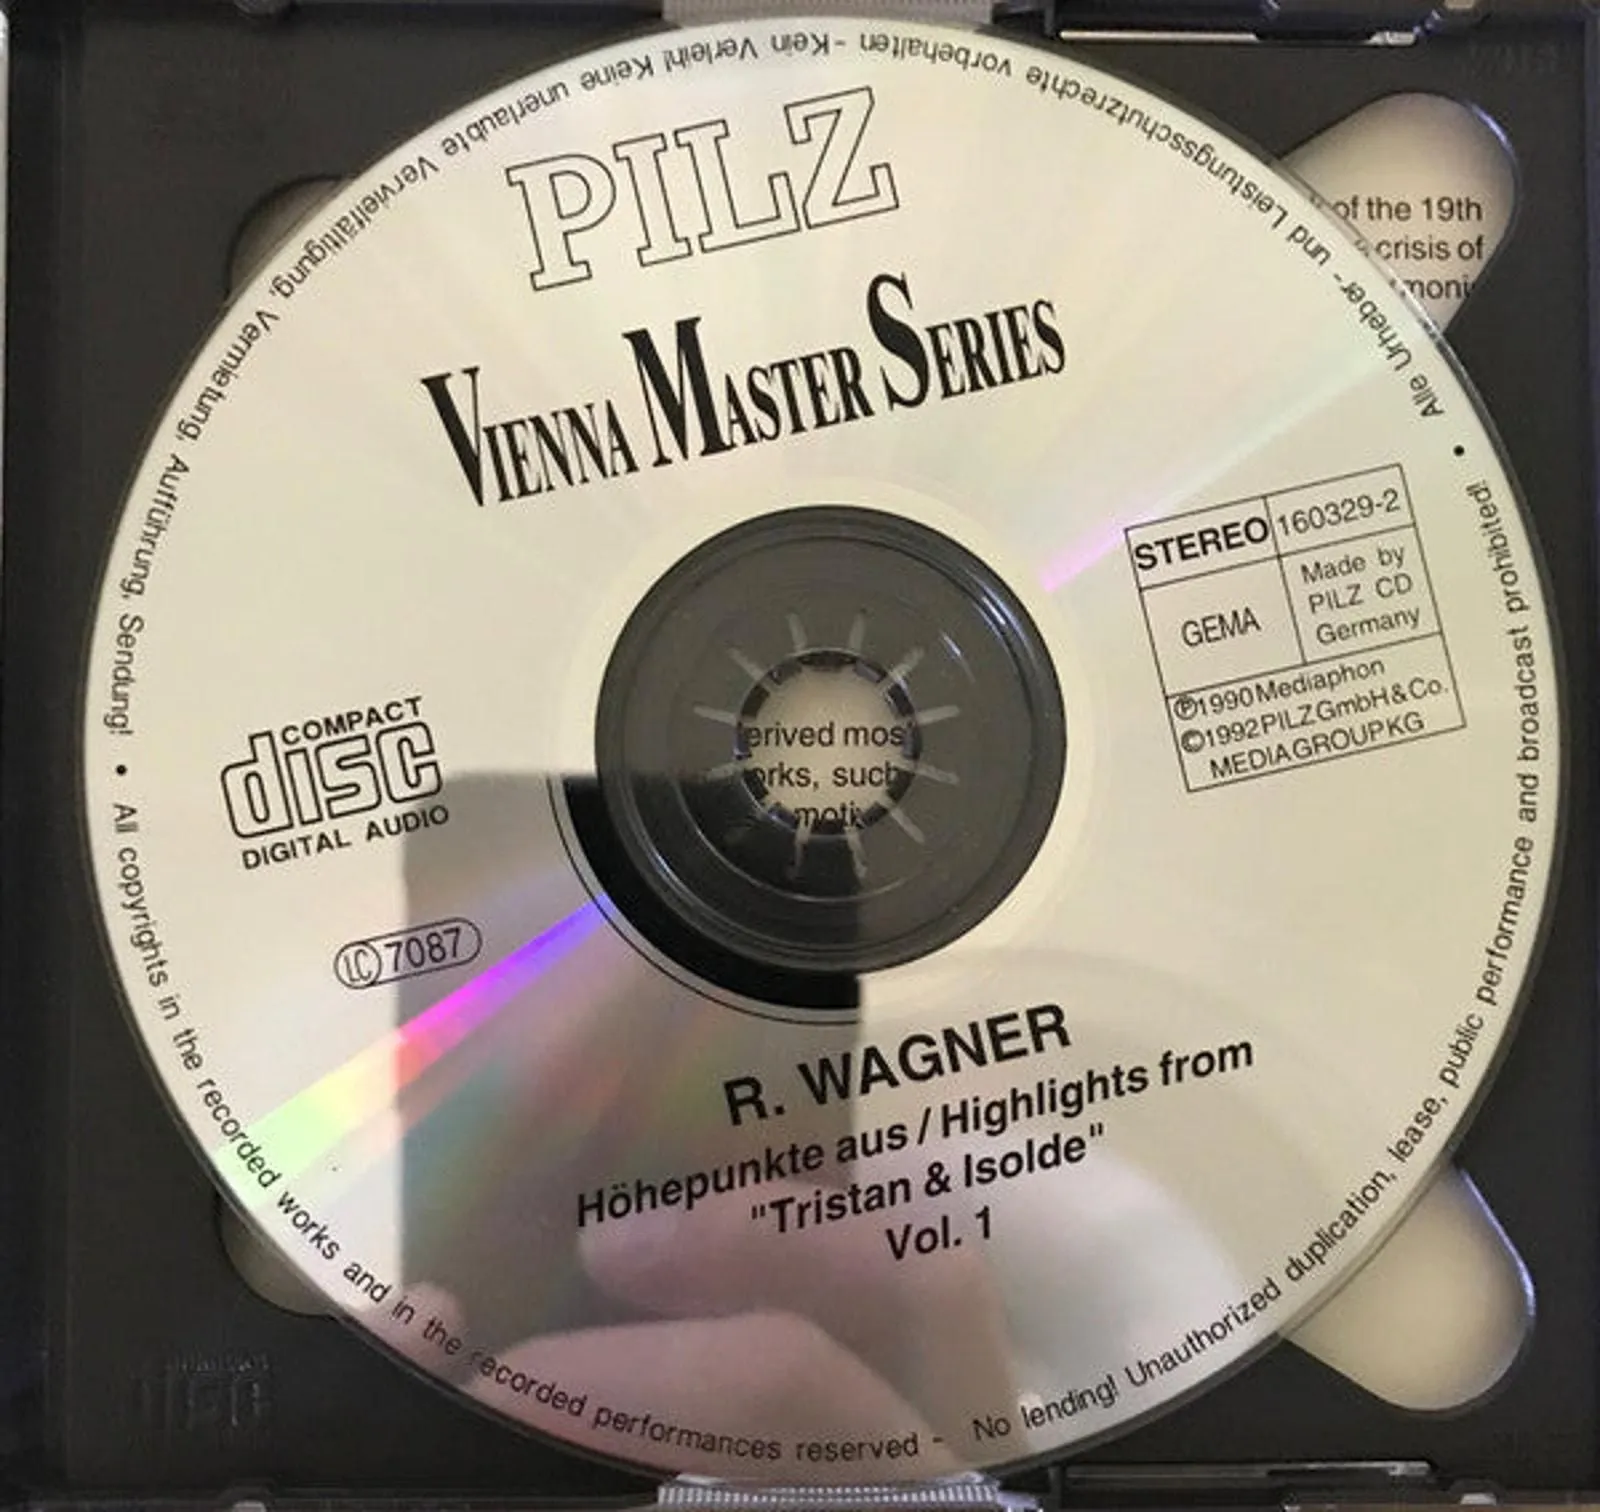 PILZ
VIENNA MASTER SERIES
STEREO
160329-2
GEMA
Made by
PILZ CD
Germany
℗1990 Mediaphon
©1992 PILZ GmbH & Co.
MEDIA GROUP KG
COMPACT
disc
DIGITAL AUDIO
LC 7087
R. WAGNER
Höhepunkte aus / Highlights from
"Tristan & Isolde"
Vol. 1
Alle Urheber- und Leistungsschutzrechte vorbehalten - Kein Verleih! Keine unerlaubte Vervielfältigung, Vermietung, Aufführung, Sendung!
• All copyrights in the recorded works and in the recorded performances reserved - No lending! Unauthorized duplication, lease, public performance and broadcast prohibited! •
of the 19th
crisis of
moni
erived mos
orks, such
moti